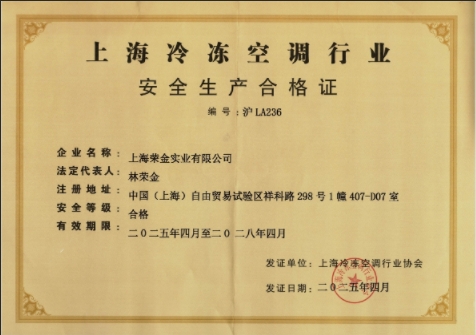 上海冷冻空调行业
安全生产合格证
编号：沪LA236
企业名称：上海荣金实业有限公司
法定代表人：林荣金
注册地址：中国（上海）自由贸易试验区祥科路298号1幢407-D07室
安全等级：合格
有效期限：二〇二五年四月至二〇二八年四月
发证单位：上海冷冻空调行业协会
发证日期：二〇二五年四月